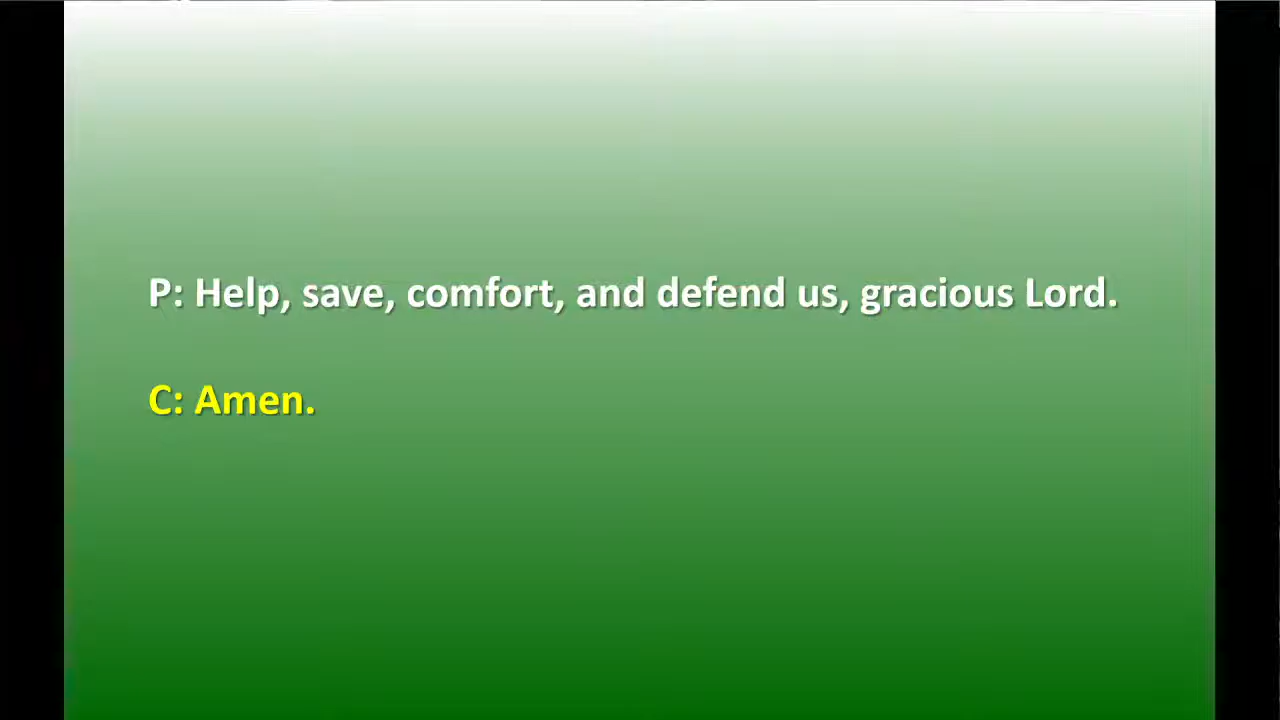 P: Help, save, comfort, and defend us, gracious Lord.
C: Amen.